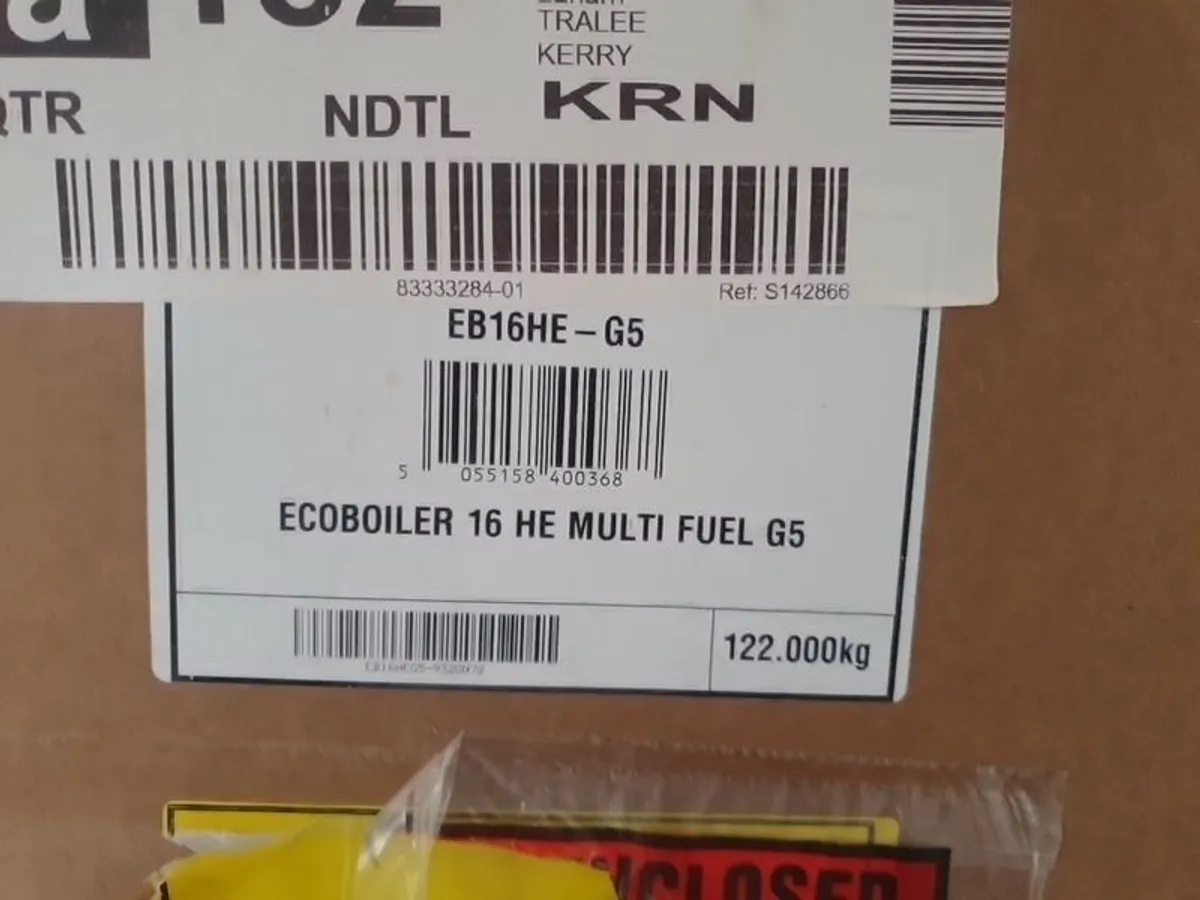 a
TRALEE
KERRY
QTR NDTL KRN
83333284-01 Ref: S142866
EB16HE – G5
5 055158 400368
ECOBOILER 16 HE MULTI FUEL G5
122.000kg
ENCLOSED